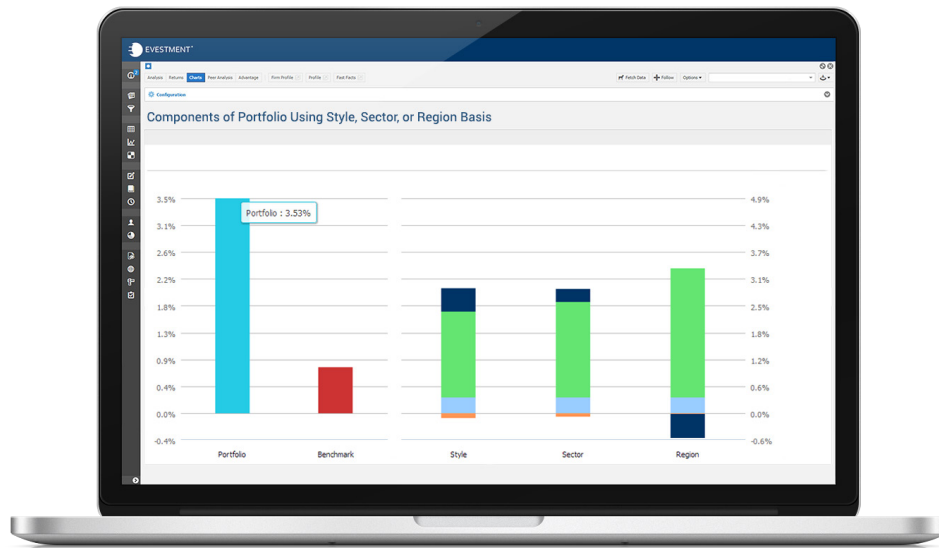 EVESTMENT™
Analysis Returns Charts Peer Analysis Advantage Firm Profile Profile Fast Facts Fetch Data Follow Options
Configuration
Components of Portfolio Using Style, Sector, or Region Basis
3.5% 4.9%
Portfolio : 3.53%
3.1% 4.3%
2.6% 3.7%
2.2% 3.1%
1.8% 2.5%
1.3% 1.8%
0.9% 1.2%
0.4% 0.6%
0.0% 0.0%
-0.4% -0.6%
Portfolio Benchmark Style Sector Region